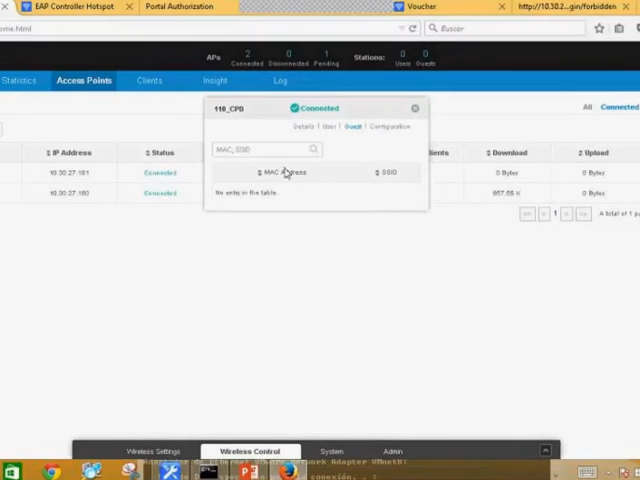 EAP Controller Hotspot
Portal Authorization
Voucher
http://10.30.2...gin/forbidden
ome.html
Buscar
APs
2
0
1
Stations:
0
0
Connected
Disconnected
Pending
Users
Guests
Statistics
Access Points
Clients
Insight
Log
110_CPD
Connected
All
Connected
Details | User | Guest | Configuration
MAC, SSID
IP Address
Status
MAC Address
SSID
lients
Download
Upload
10.30.27.181
Connected
0 Bytes
0 Bytes
10.30.27.180
Connected
No entry in the table.
0 Bytes
<<
<
1
>
>>
A total of 1 p
Wireless Settings
Wireless Control
System
Admin